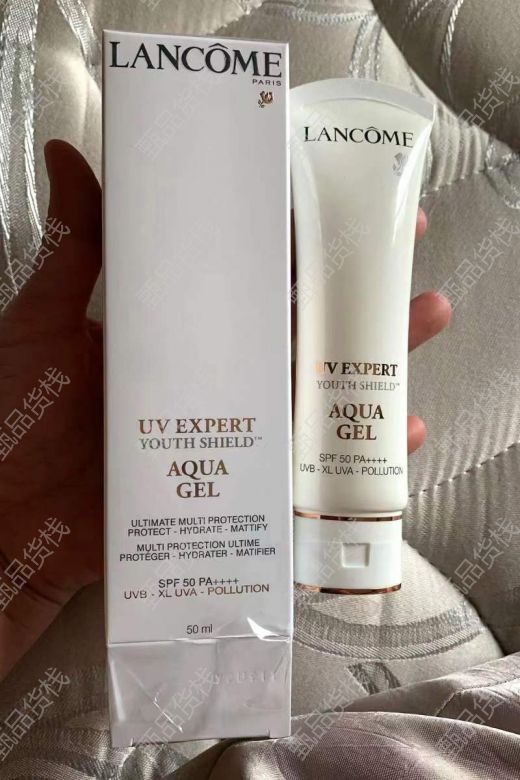 LANCÔME
PARIS
UV EXPERT
YOUTH SHIELD™
AQUA
GEL
ULTIMATE MULTI PROTECTION
PROTECT - HYDRATE - MATTIFY
MULTI PROTECTION ULTIME
PROTÉGER - HYDRATER - MATIFIER
SPF 50 PA++++
UVB - XL UVA - POLLUTION
50 ml
LANCÔME
UV EXPERT
YOUTH SHIELD™
AQUA
GEL
SPF 50 PA++++
UVB - XL UVA - POLLUTION
甄品货栈